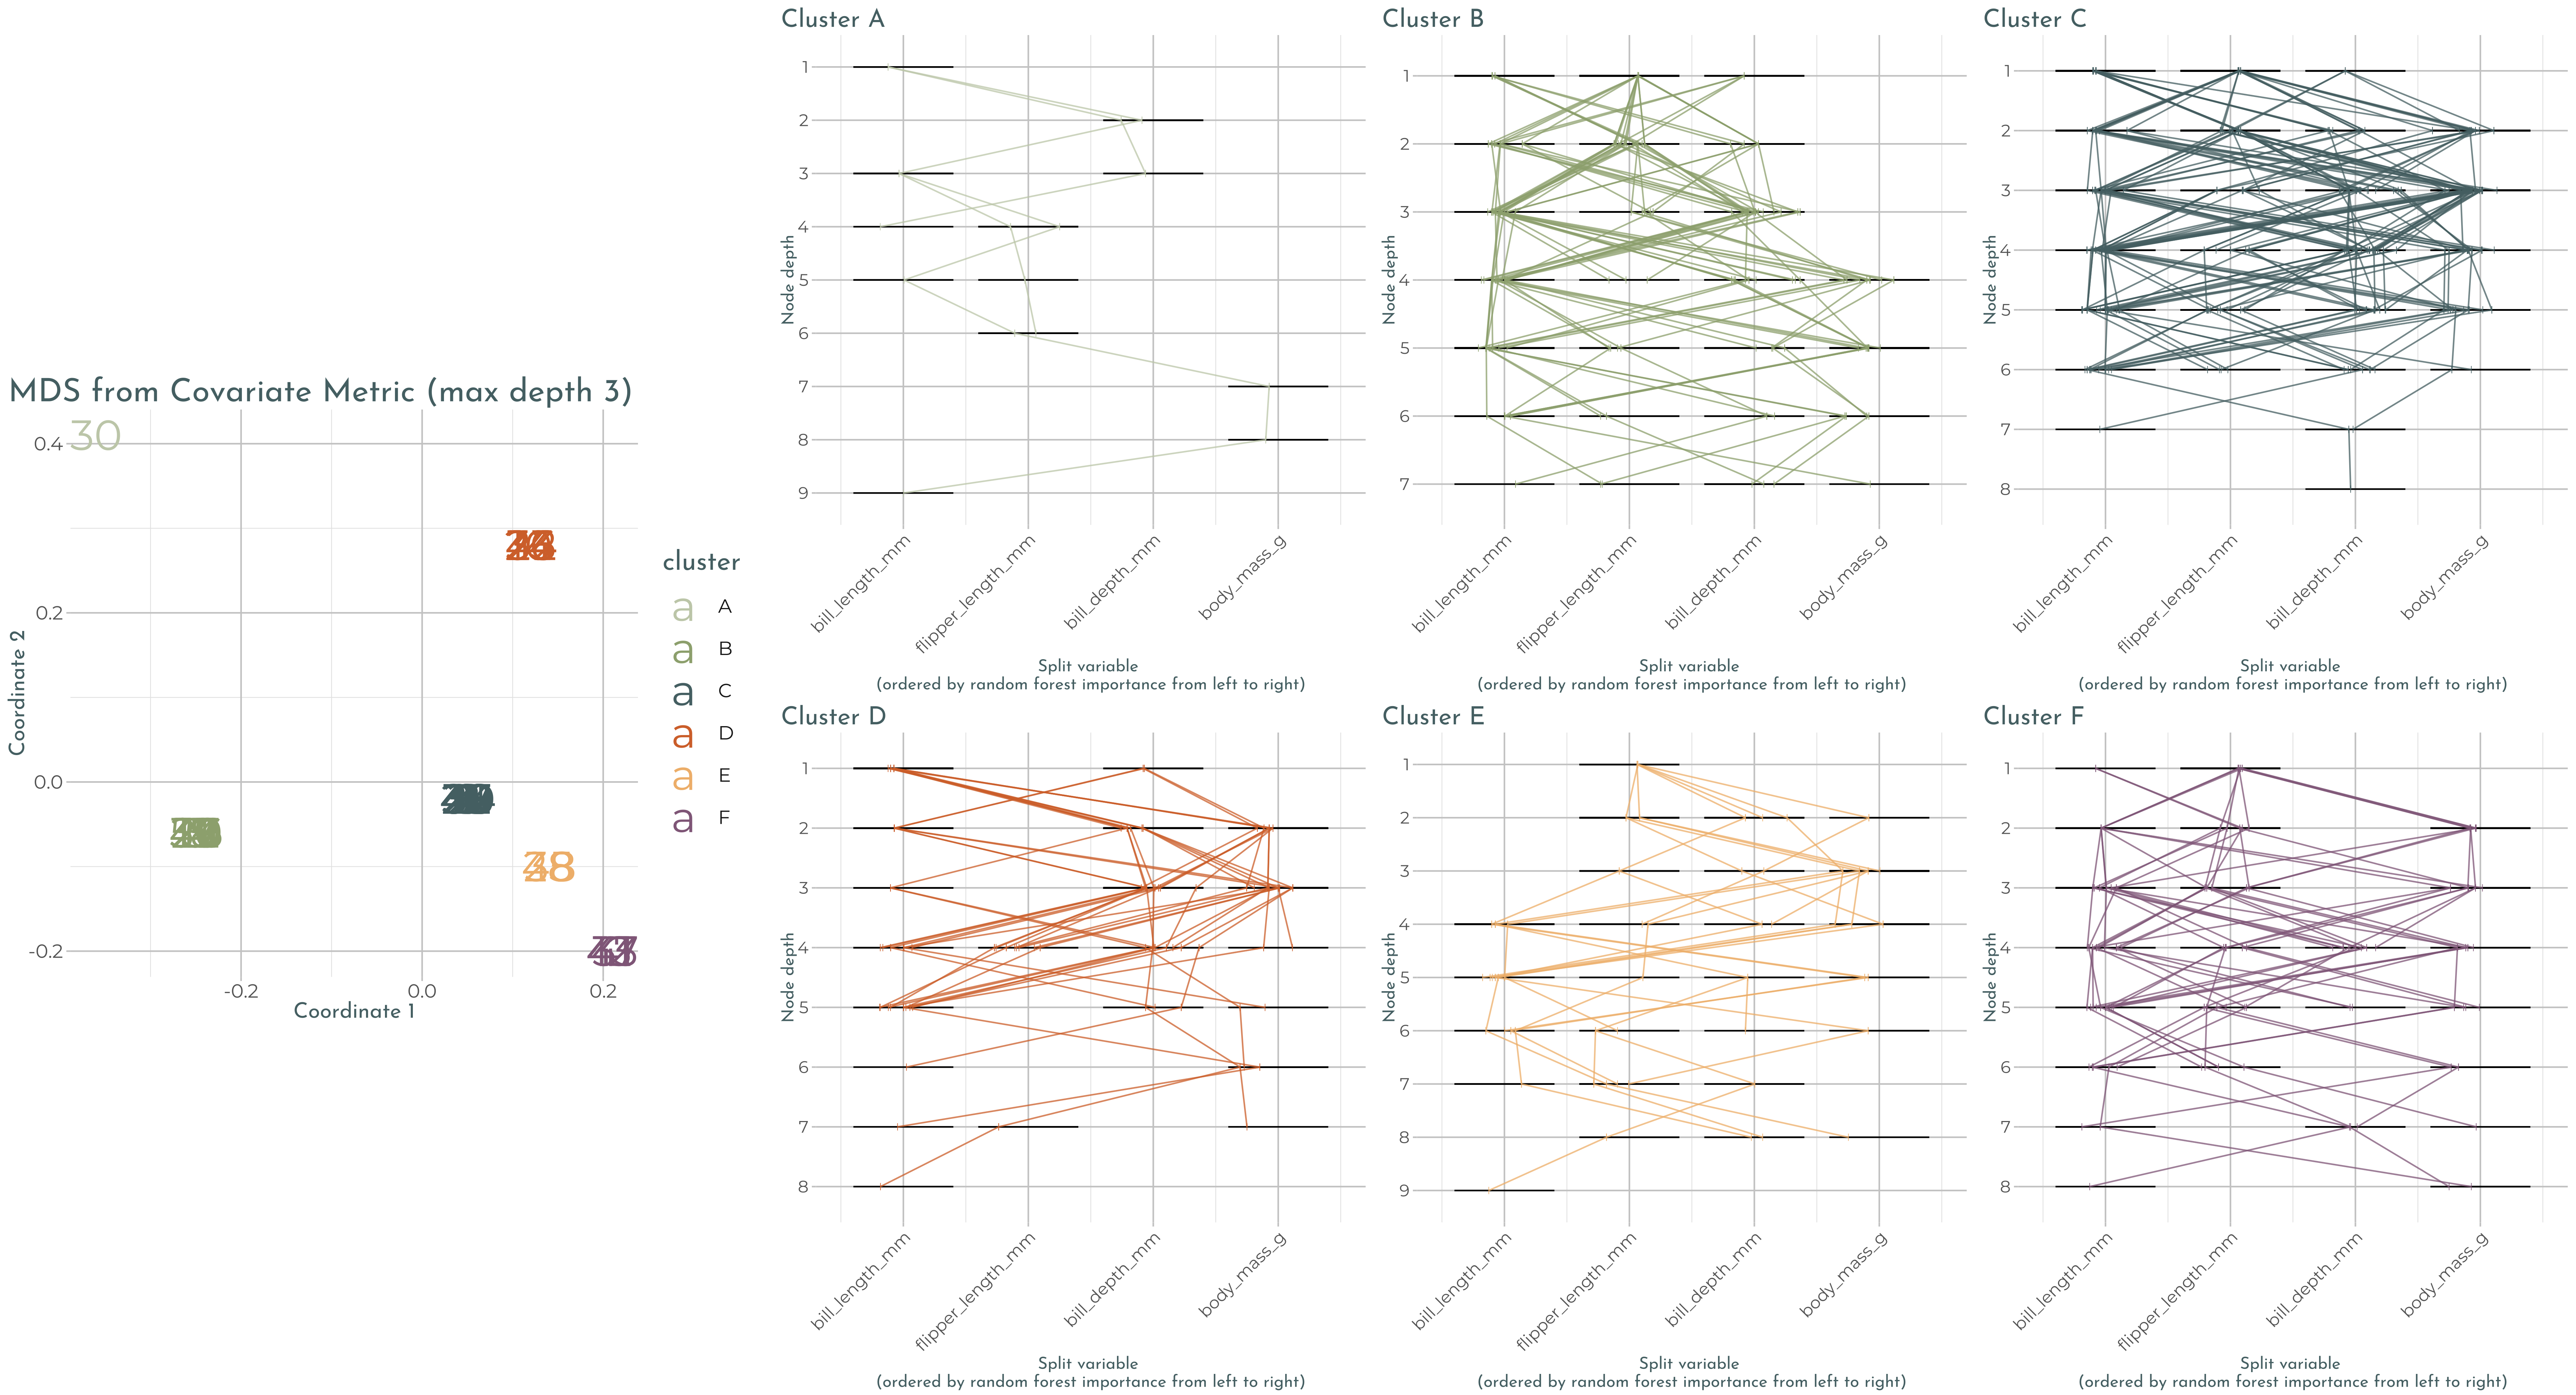 MDS from Covariate Metric (max depth 3)
30
38
0.4
0.2
0.0
-0.2
-0.2
0.0
0.2
Coordinate 2
Coordinate 1
cluster
a A
a B
a C
a D
a E
a F
Cluster A
1
2
3
4
5
6
7
8
9
Node depth
bill_length_mm
flipper_length_mm
bill_depth_mm
body_mass_g
Split variable
(ordered by random forest importance from left to right)
Cluster B
1
2
3
4
5
6
7
Node depth
bill_length_mm
flipper_length_mm
bill_depth_mm
body_mass_g
Split variable
(ordered by random forest importance from left to right)
Cluster C
1
2
3
4
5
6
7
8
Node depth
bill_length_mm
flipper_length_mm
bill_depth_mm
body_mass_g
Split variable
(ordered by random forest importance from left to right)
Cluster D
1
2
3
4
5
6
7
8
Node depth
bill_length_mm
flipper_length_mm
bill_depth_mm
body_mass_g
Split variable
(ordered by random forest importance from left to right)
Cluster E
1
2
3
4
5
6
7
8
9
Node depth
bill_length_mm
flipper_length_mm
bill_depth_mm
body_mass_g
Split variable
(ordered by random forest importance from left to right)
Cluster F
1
2
3
4
5
6
7
8
Node depth
bill_length_mm
flipper_length_mm
bill_depth_mm
body_mass_g
Split variable
(ordered by random forest importance from left to right)